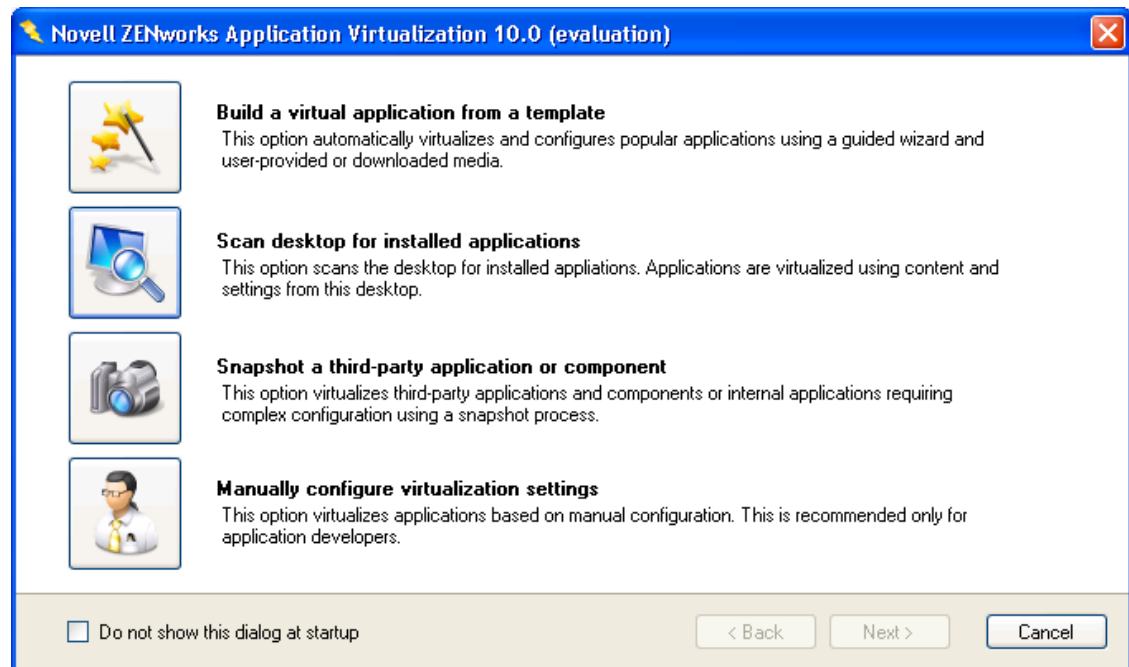 Novell ZENworks Application Virtualization 10.0 (evaluation)
Build a virtual application from a template
This option automatically virtualizes and configures popular applications using a guided wizard and
user-provided or downloaded media.
Scan desktop for installed applications
This option scans the desktop for installed appliations. Applications are virtualized using content and
settings from this desktop.
Snapshot a third-party application or component
This option virtualizes third-party applications and components or internal applications requiring
complex configuration using a snapshot process.
Manually configure virtualization settings
This option virtualizes applications based on manual configuration. This is recommended only for
application developers.
Do not show this dialog at startup
< Back
Next >
Cancel